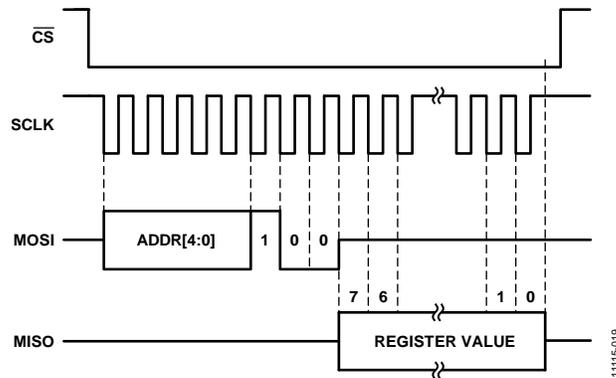 CS
SCLK
MOSI ADDR[4:0] 1 0 0
7 6 1 0
MISO REGISTER VALUE
11115-019